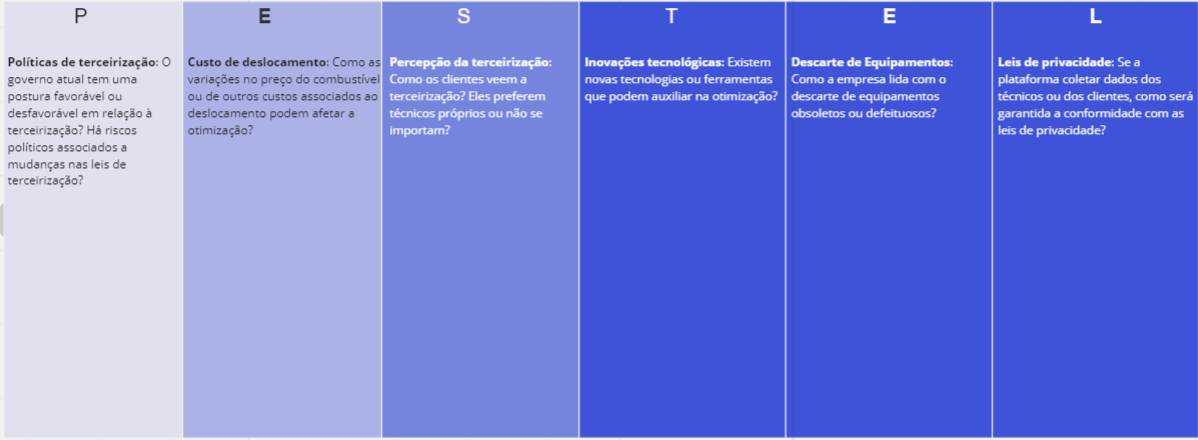 P
Políticas de terceirização: O
governo atual tem uma
postura favorável ou
desfavorável em relação à
terceirização? Há riscos
políticos associados a
mudanças nas leis de
terceirização?
E
Custo de deslocamento: Como as
variações no preço do combustível
ou de outros custos associados ao
deslocamento podem afetar a
otimização?
S
Percepção da terceirização:
Como os clientes veem a
terceirização? Eles preferem
técnicos próprios ou não se
importam?
T
Inovações tecnológicas: Existem
novas tecnologias ou ferramentas
que podem auxiliar na otimização?
E
Descarte de Equipamentos:
Como a empresa lida com o
descarte de equipamentos
obsoletos ou defeituosos?
L
Leis de privacidade: Se a
plataforma coletar dados dos
técnicos ou dos clientes, como será
garantida a conformidade com as
leis de privacidade?